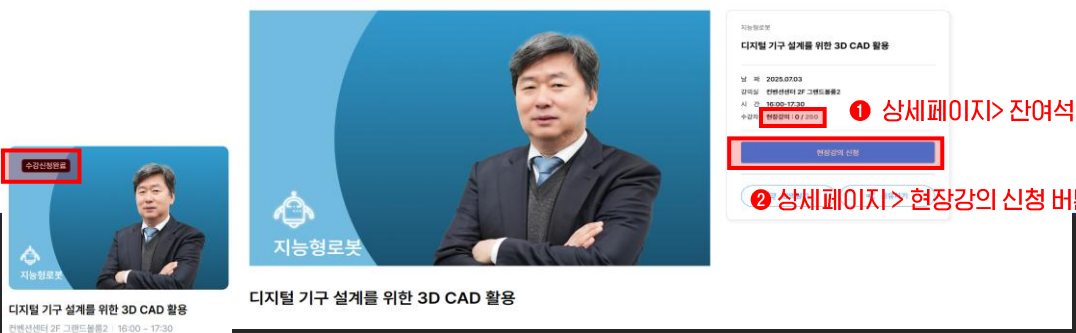 수강신청완료
지능형로봇
디지털 기구 설계를 위한 3D CAD 활용
컨벤션센터 2F 그랜드볼룸2 | 16:00 ~ 17:30
지능형로봇
디지털 기구 설계를 위한 3D CAD 활용
지능형로봇
디지털 기구 설계를 위한 3D CAD 활용
날 짜 2025.07.03
강의실 컨벤션센터 2F 그랜드볼룸2
시 간 16:00-17:30
수강자 현장강의 : 0 / 260
❶ 상세페이지> 잔여석
현장강의 신청
❷ 상세페이지 > 현장강의 신청 버